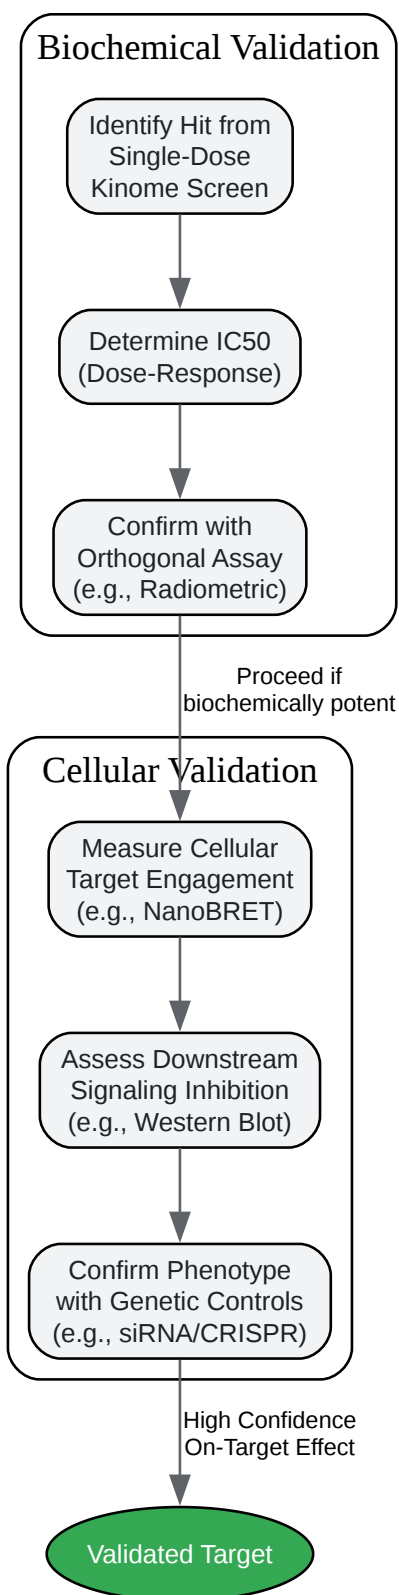 Biochemical Validation
Identify Hit from
Single-Dose
Kinome Screen
Determine IC50
(Dose-Response)
Confirm with
Orthogonal Assay
(e.g., Radiometric)
Proceed if
biochemically potent
Cellular Validation
Measure Cellular
Target Engagement
(e.g., NanoBRET)
Assess Downstream
Signaling Inhibition
(e.g., Western Blot)
Confirm Phenotype
with Genetic Controls
(e.g., siRNA/CRISPR)
High Confidence
On-Target Effect
Validated Target